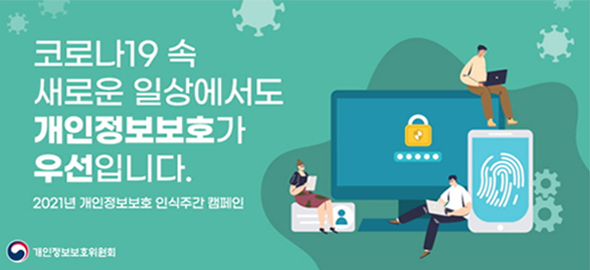 코로나19 속
새로운 일상에서도
개인정보보호가
우선입니다.
2021년 개인정보보호 인식주간 캠페인
개인정보보호위원회